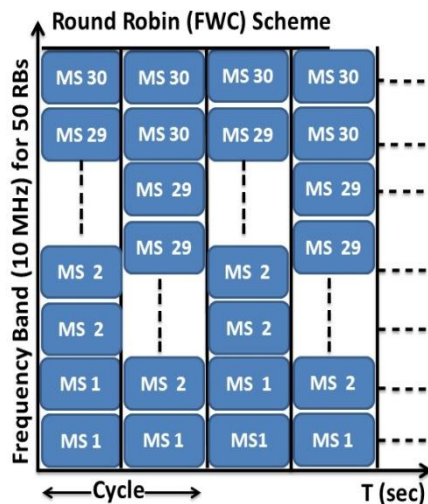 Round Robin (FWC) Scheme
Frequency Band (10 MHz) for 50 RBs
MS 30 MS 30 MS 30 MS 30
MS 29 MS 30 MS 29 MS 30
MS 29 MS 29
MS 29 MS 29
MS 2 MS 2
MS 2 MS 2
MS 1 MS 2 MS 1 MS 2
MS 1 MS 1 MS1 MS 1
Cycle T (sec)